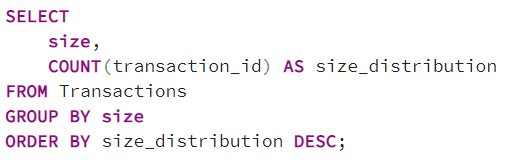 SELECT
    size,
    COUNT(transaction_id) AS size_distribution
FROM Transactions
GROUP BY size
ORDER BY size_distribution DESC;